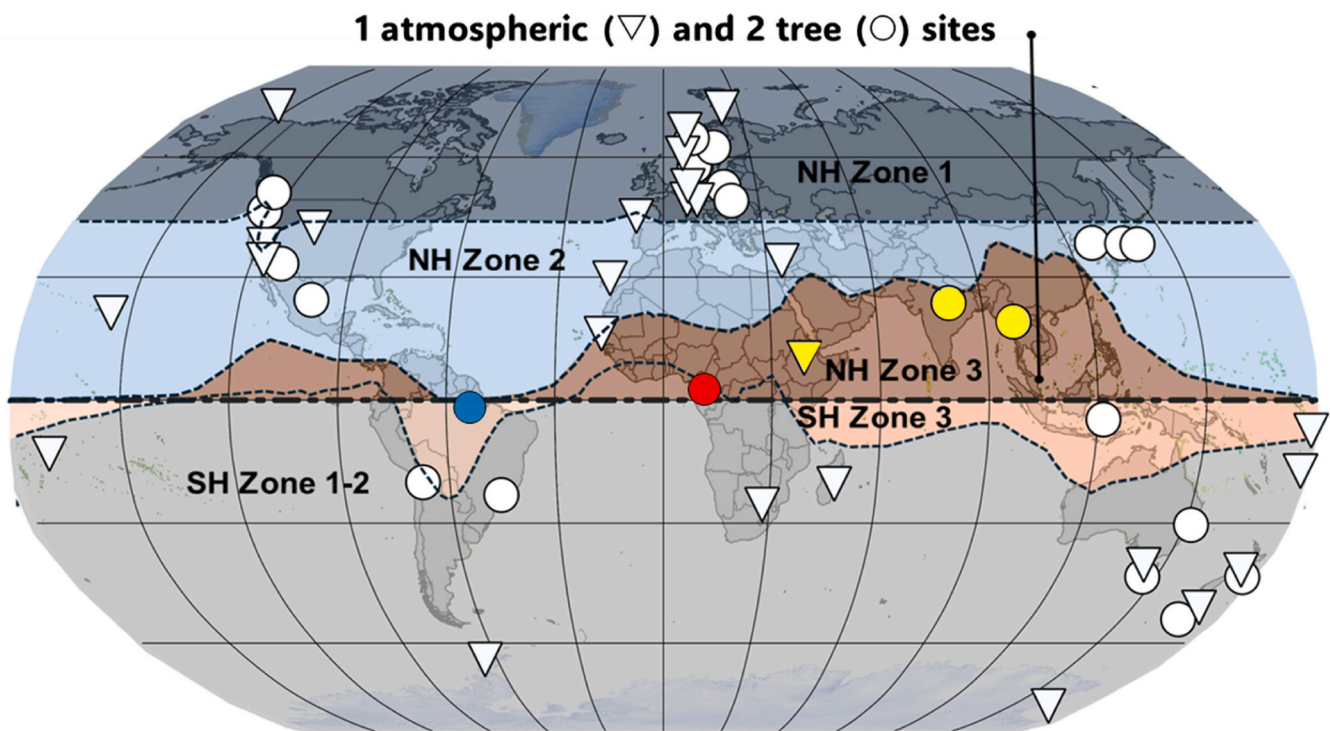 1 atmospheric (▽) and 2 tree (○) sites
NH Zone 1
NH Zone 2
NH Zone 3
SH Zone 3
SH Zone 1-2